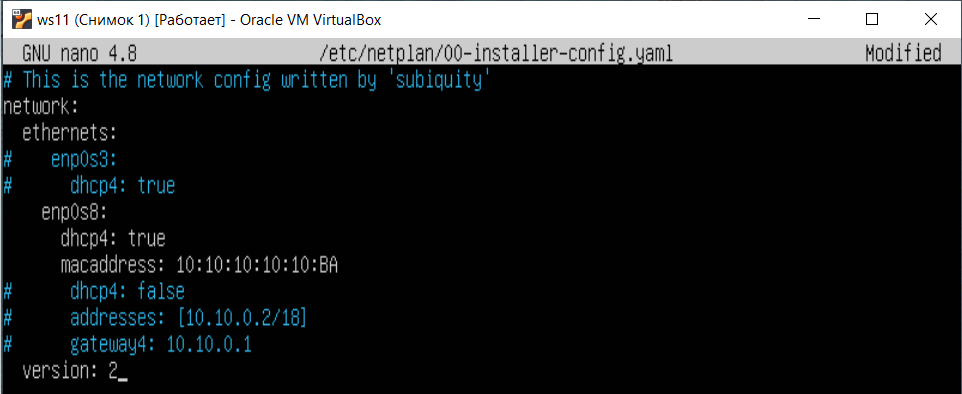 ws11 (Снимок 1) [Работает] - Oracle VM VirtualBox
GNU nano 4.8 /etc/netplan/00-installer-config.yaml Modified
# This is the network config written by 'subiquity'
network:
  ethernets:
#    enp0s3:
#      dhcp4: true
    enp0s8:
      dhcp4: true
      macaddress: 10:10:10:10:10:BA
#      dhcp4: false
#      addresses: [10.10.0.2/18]
#      gateway4: 10.10.0.1
  version: 2